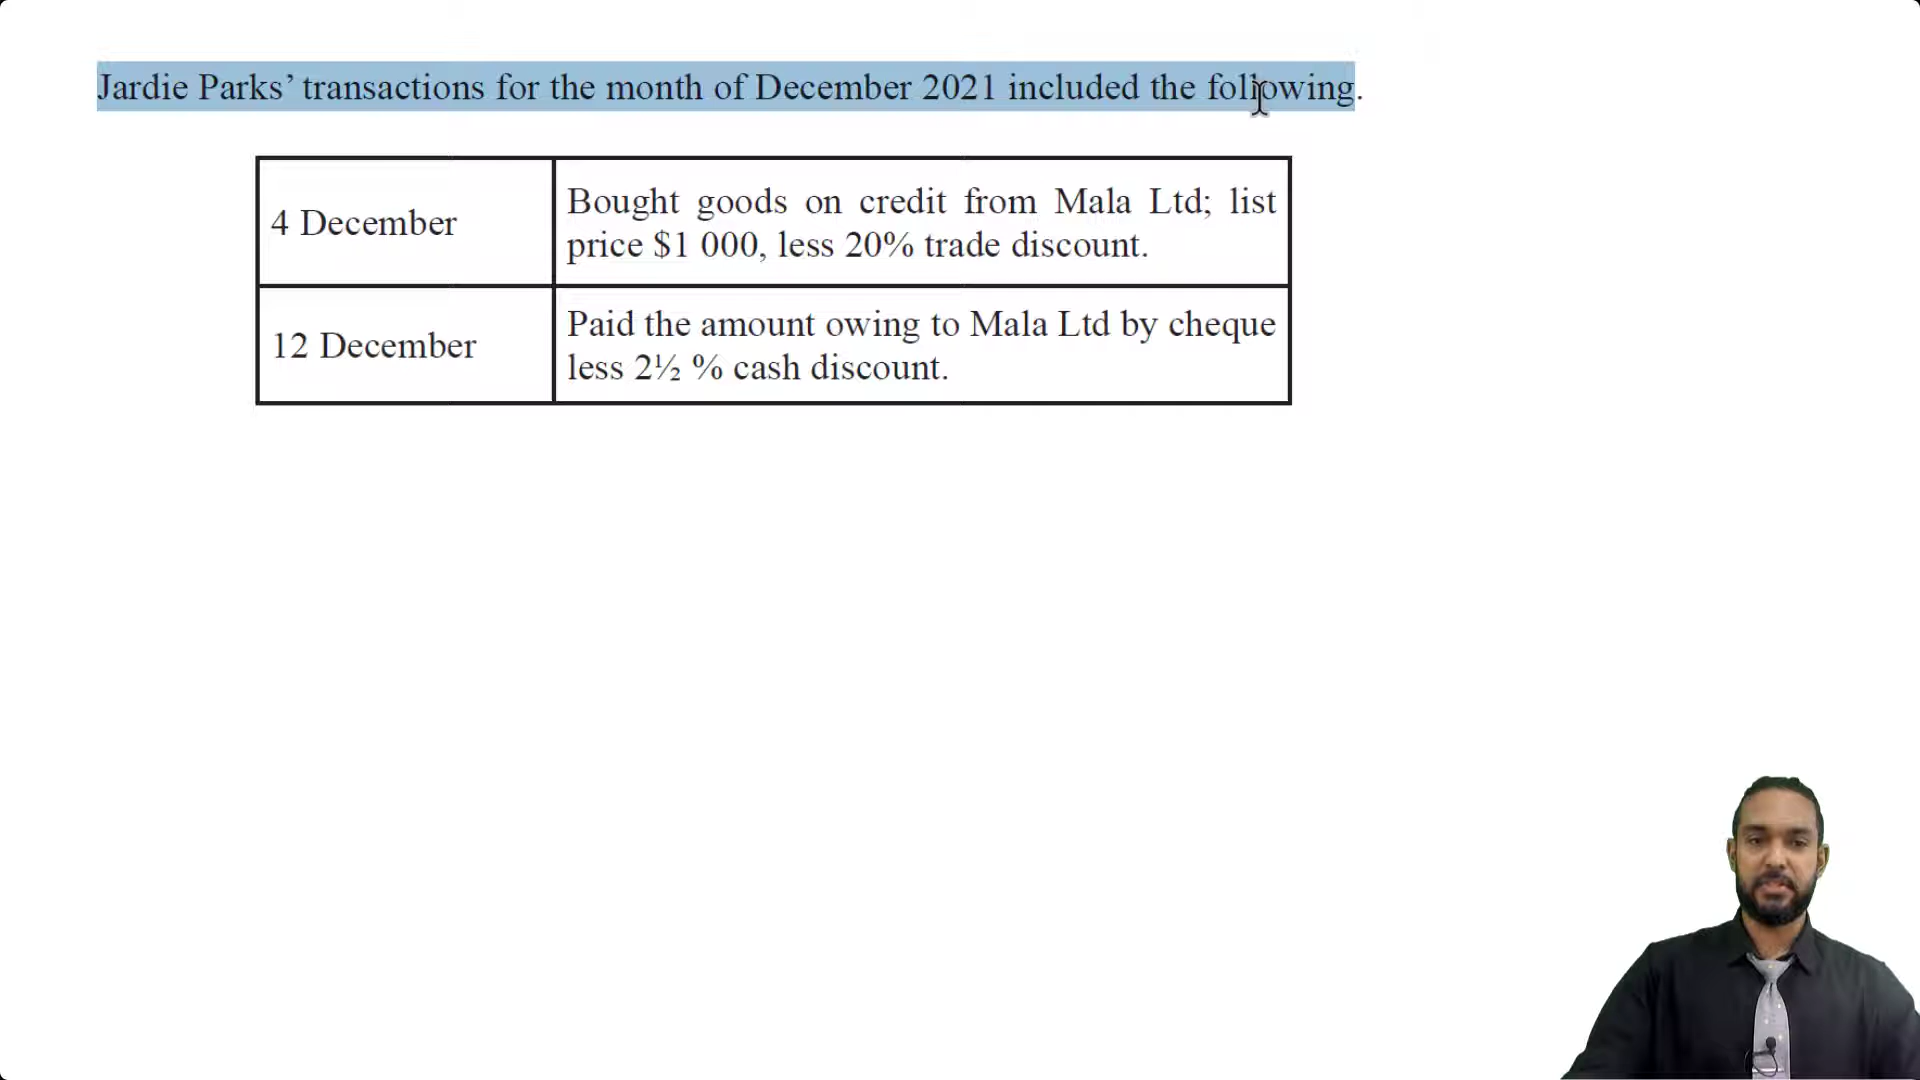 Jardie Parks’ transactions for the month of December 2021 included the following.
4 December
Bought goods on credit from Mala Ltd; list
price $1 000, less 20% trade discount.
12 December
Paid the amount owing to Mala Ltd by cheque
less 2½ % cash discount.